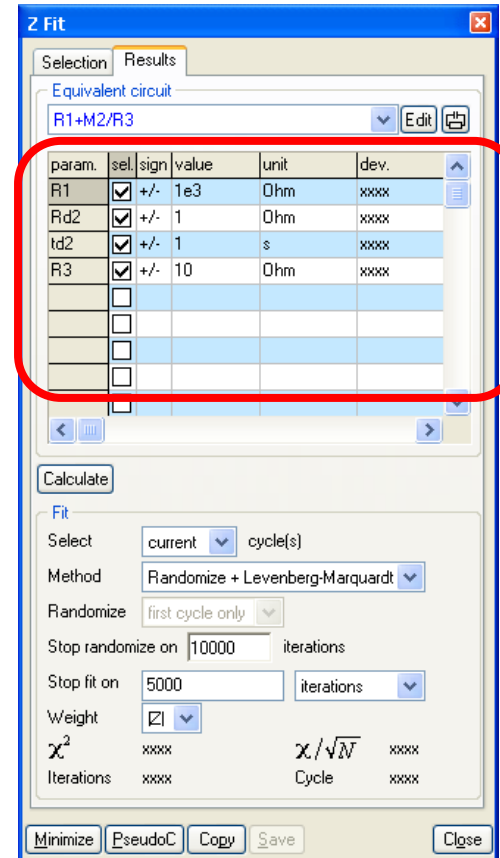 Z Fit
Selection Results
Equivalent circuit
R1+M2/R3 Edit
param. sel. sign value unit dev.
R1 +/- 1e3 Ohm xxxx
Rd2 +/- 1 Ohm xxxx
td2 +/- 1 s xxxx
R3 +/- 10 Ohm xxxx
Calculate
Fit
Select current cycle(s)
Method Randomize + Levenberg-Marquardt
Randomize first cycle only
Stop randomize on 10000 iterations
Stop fit on 5000 iterations
Weight |Z|
χ² xxxx χ/√N xxxx
Iterations xxxx Cycle xxxx
Minimize PseudoC Copy Save Close